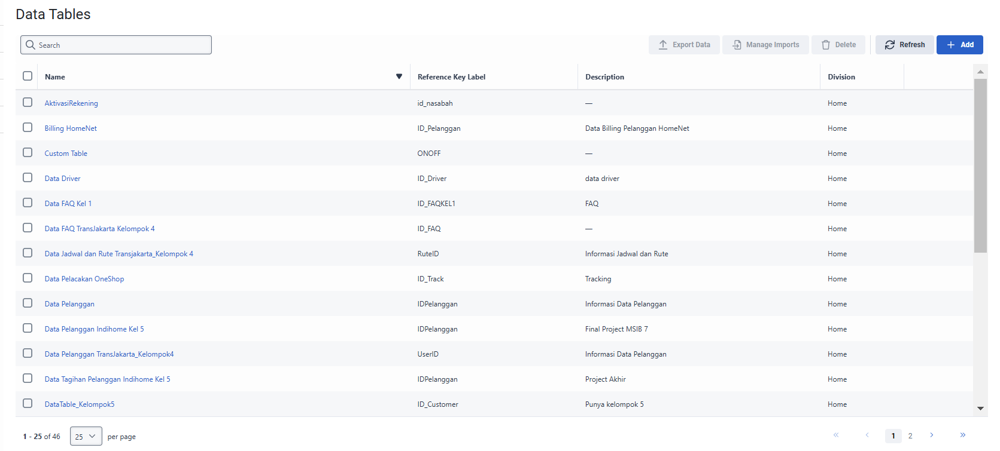 Data Tables
Search
Export Data Manage Imports Delete Refresh Add
Name Reference Key Label Description Division
AktivasiRekening id_nasabah — Home
Billing HomeNet ID_Pelanggan Data Billing Pelanggan HomeNet Home
Custom Table ONOFF — Home
Data Driver ID_Driver data driver Home
Data FAQ Kel 1 ID_FAQKEL1 FAQ Home
Data FAQ TransJakarta Kelompok 4 ID_FAQ — Home
Data Jadwal dan Rute Transjakarta_Kelompok 4 RuteID Informasi Jadwal dan Rute Home
Data Pelacakan OneShop ID_Track Tracking Home
Data Pelanggan IDPelanggan Informasi Data Pelanggan Home
Data Pelanggan Indihome Kel 5 IDPelanggan Final Project MSIB 7 Home
Data Pelanggan TransJakarta_Kelompok4 UserID Informasi Data Pelanggan Home
Data Tagihan Pelanggan Indihome Kel 5 IDPelanggan Project Akhir Home
DataTable_Kelompok5 ID_Customer Punya kelompok 5 Home
1 - 25 of 46 25 per page « ‹ 1 2 › »